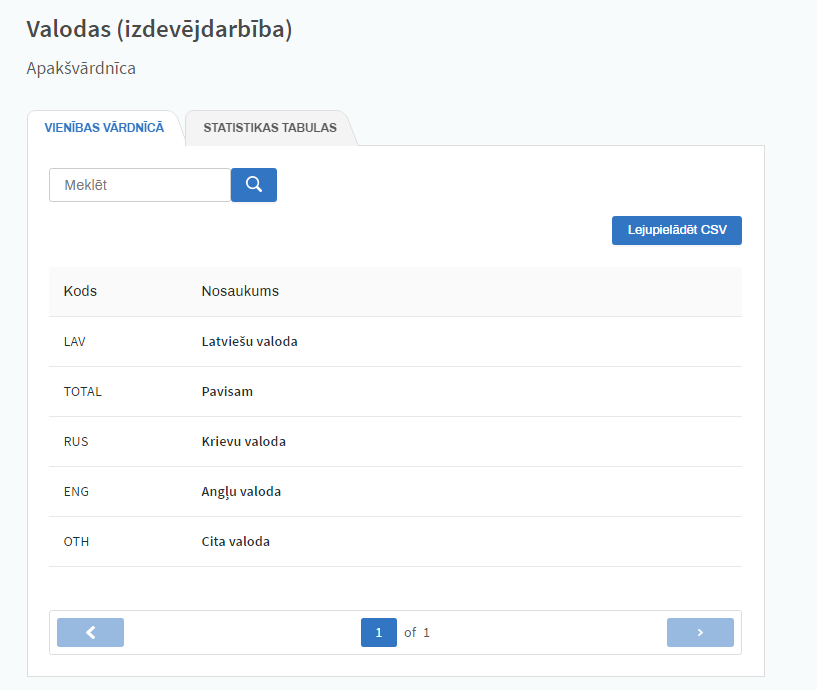 Valodas (izdevējdarbība)
Apakšvārdnīca
VIENĪBAS VĀRDNĪCĀ STATISTIKAS TABULAS
Meklēt
Lejupielādēt CSV
Kods Nosaukums
LAV Latviešu valoda
TOTAL Pavisam
RUS Krievu valoda
ENG Angļu valoda
OTH Cita valoda
1 of 1